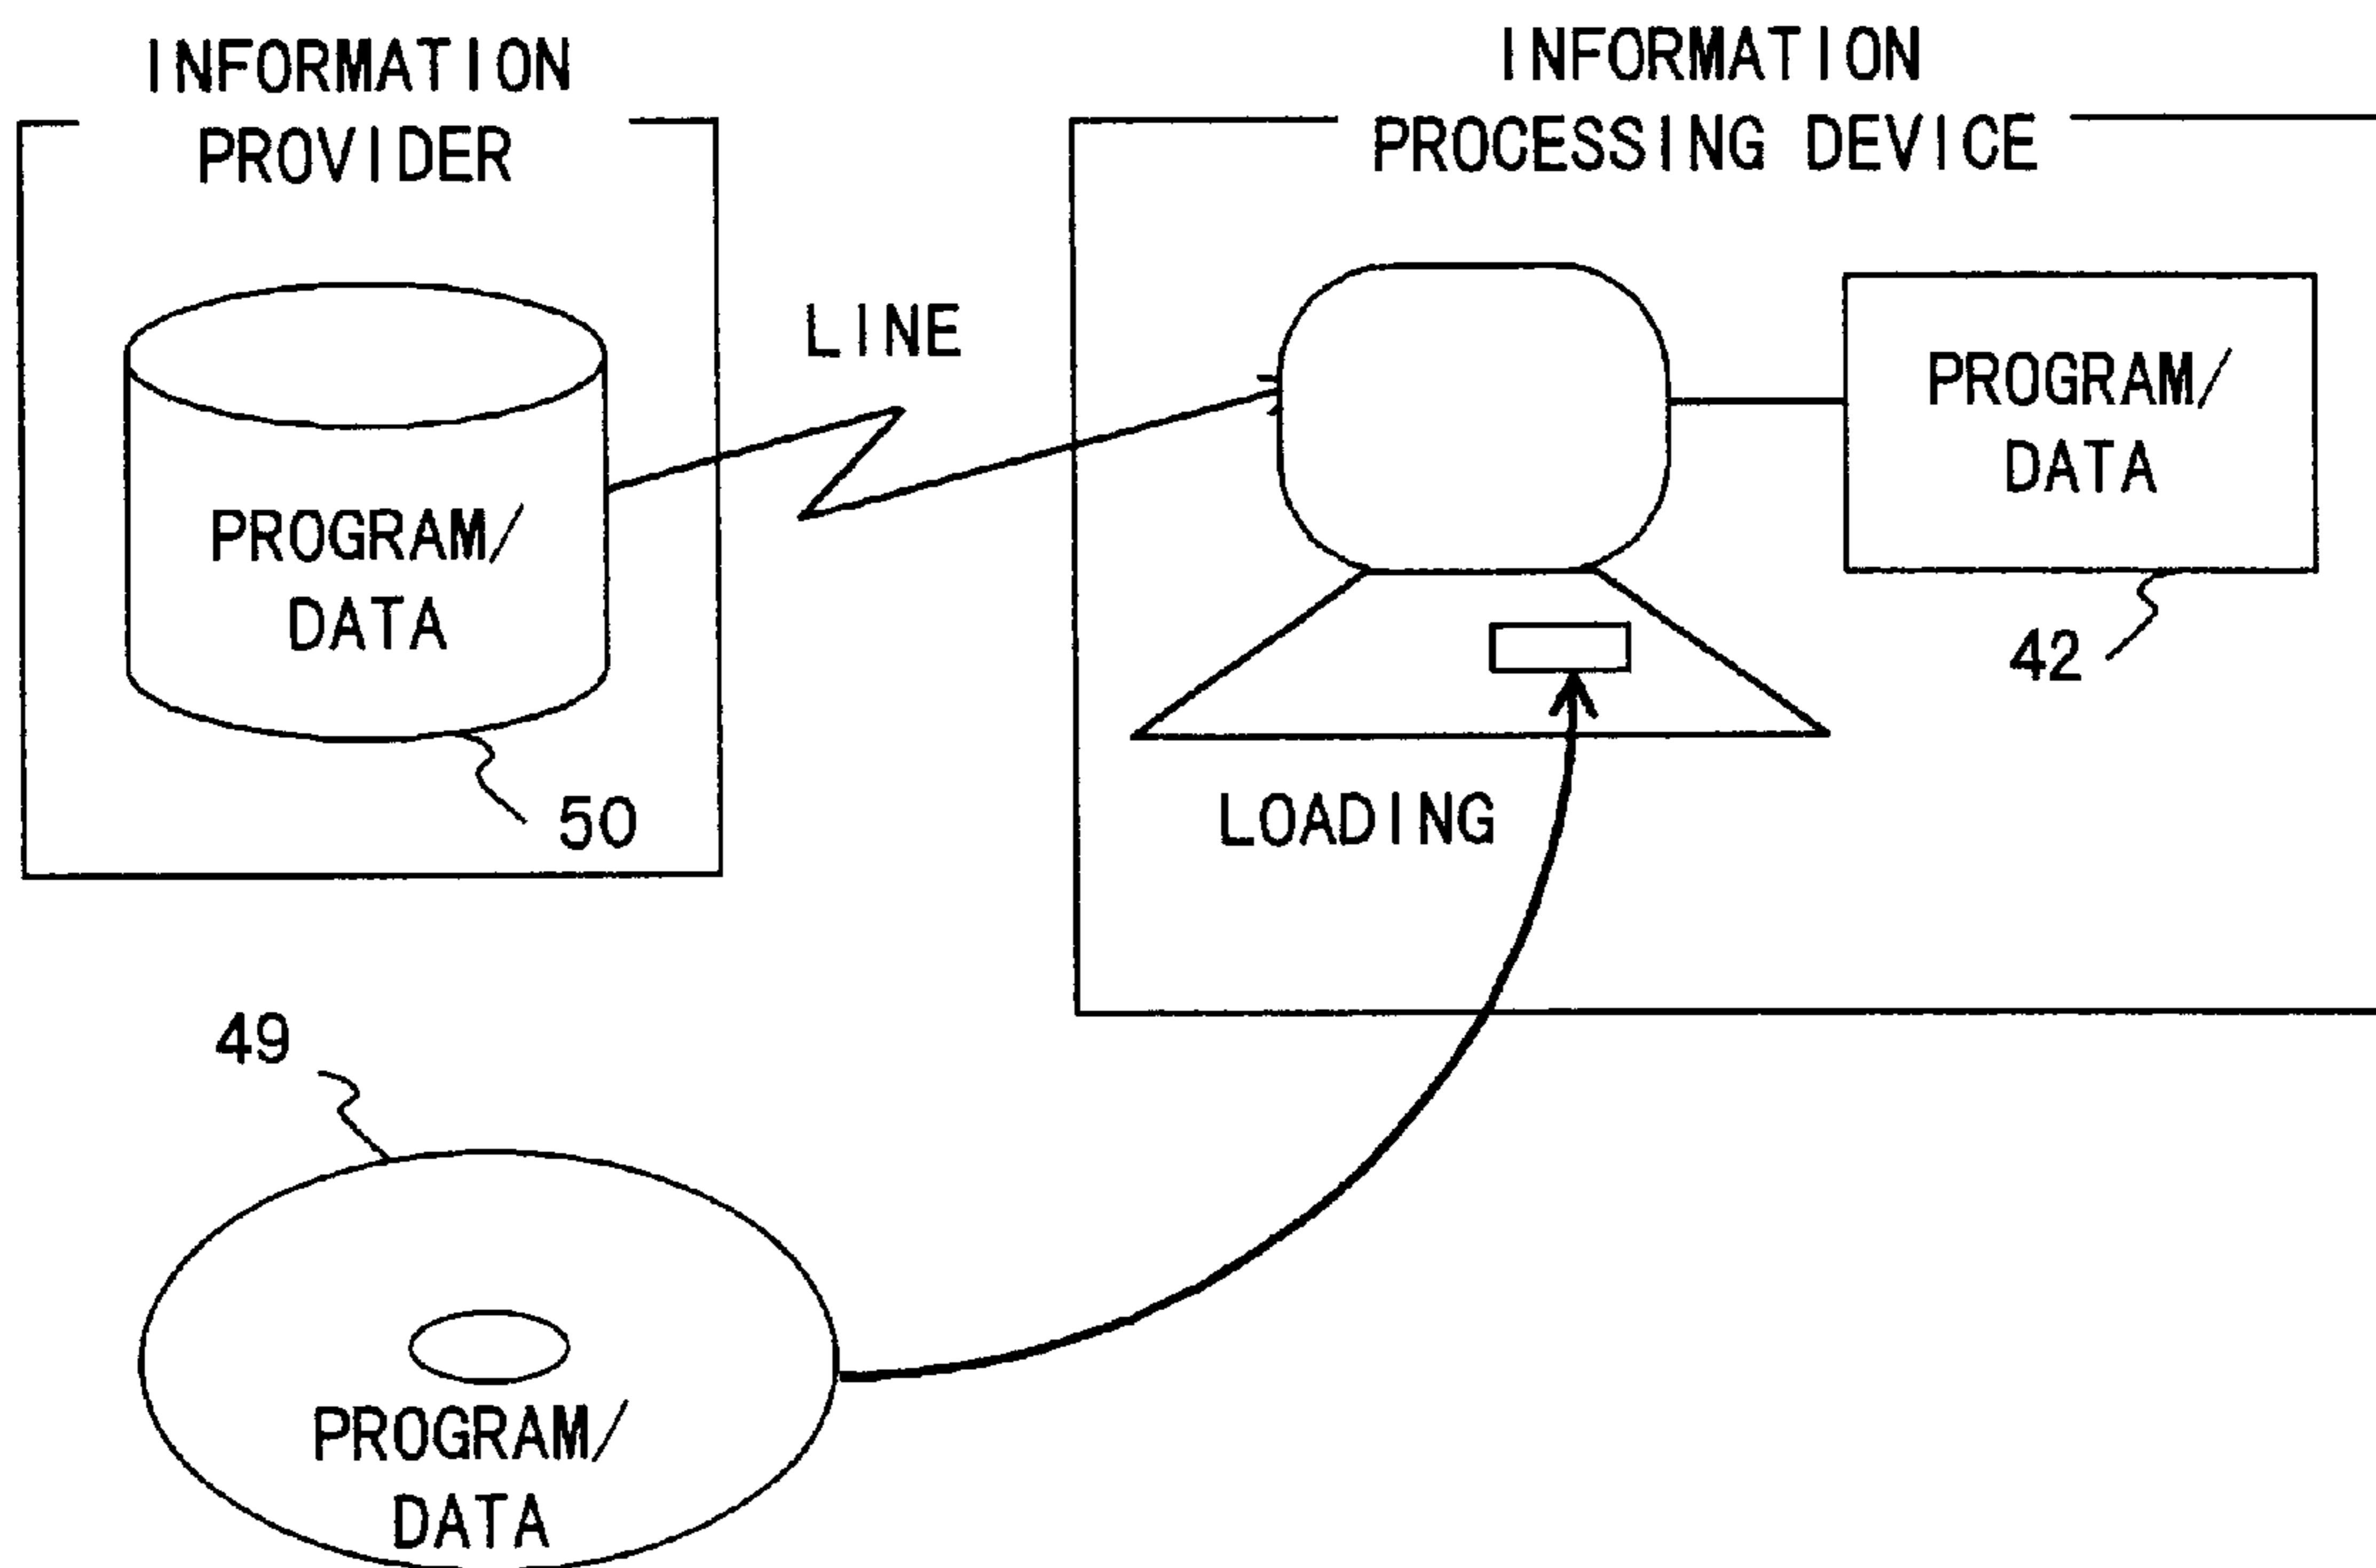 INFORMATION
PROVIDER
INFORMATION
PROCESSING DEVICE
LINE
PROGRAM/
DATA
50
PROGRAM/
DATA
42
LOADING
49
PROGRAM/
DATA